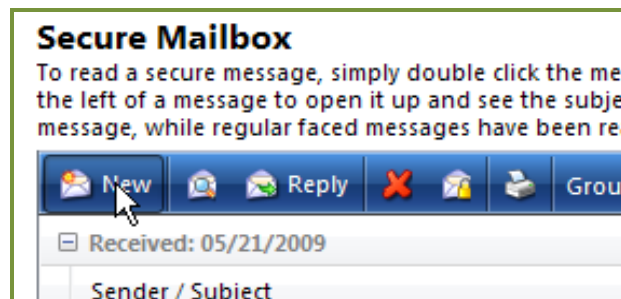 Secure Mailbox
To read a secure message, simply double click the me
the left of a message to open it up and see the subje
message, while regular faced messages have been re
New Reply Grou
Received: 05/21/2009
Sender / Subject